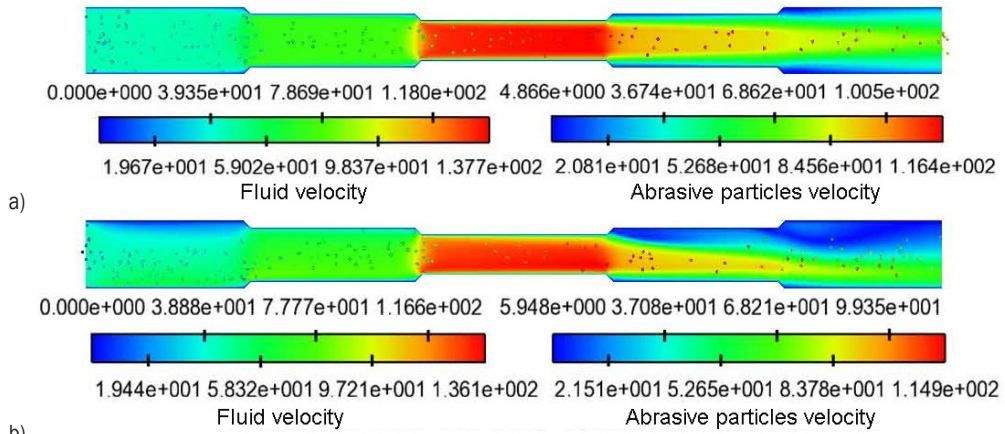 0.000e+000 3.935e+001 7.869e+001 1.180e+002 4.866e+000 3.674e+001 6.862e+001 1.005e+002
1.967e+001 5.902e+001 9.837e+001 1.377e+002 2.081e+001 5.268e+001 8.456e+001 1.164e+002
Fluid velocity Abrasive particles velocity
a)
0.000e+000 3.888e+001 7.777e+001 1.166e+002 5.948e+000 3.708e+001 6.821e+001 9.935e+001
1.944e+001 5.832e+001 9.721e+001 1.361e+002 2.151e+001 5.265e+001 8.378e+001 1.149e+002
Fluid velocity Abrasive particles velocity
b)